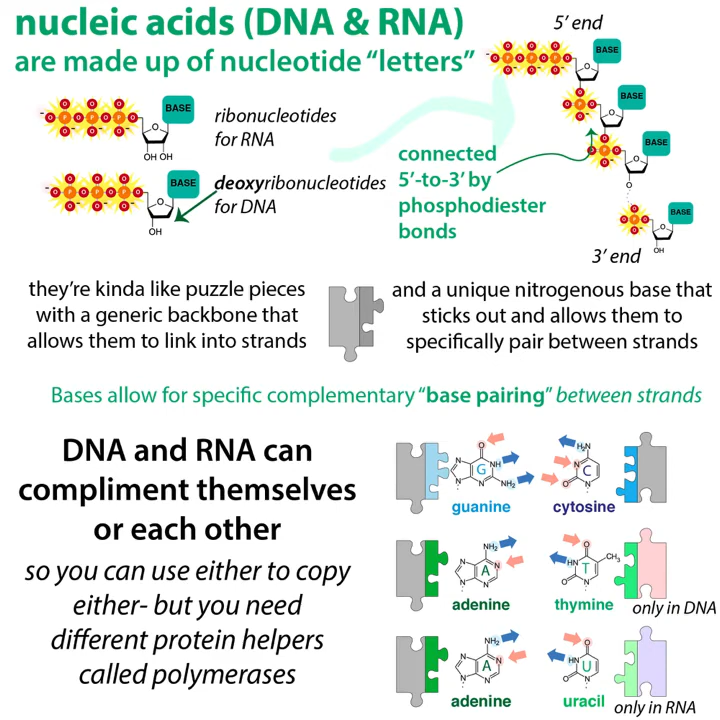 nucleic acids (DNA & RNA)
are made up of nucleotide “letters”
5’ end
BASE
BASE
BASE
BASE
BASE
BASE
ribonucleotides
for RNA
OH OH
deoxyribonucleotides
for DNA
OH
connected
5’-to-3’ by
phosphodiester
bonds
OH
3’ end
they’re kinda like puzzle pieces
with a generic backbone that
allows them to link into strands
and a unique nitrogenous base that
sticks out and allows them to
specifically pair between strands
Bases allow for specific complementary “base pairing” between strands
DNA and RNA can
compliment themselves
or each other
so you can use either to copy
either- but you need
different protein helpers
called polymerases
G
guanine
C
cytosine
A
adenine
T
CH3
thymine
only in DNA
A
adenine
U
uracil
only in RNA